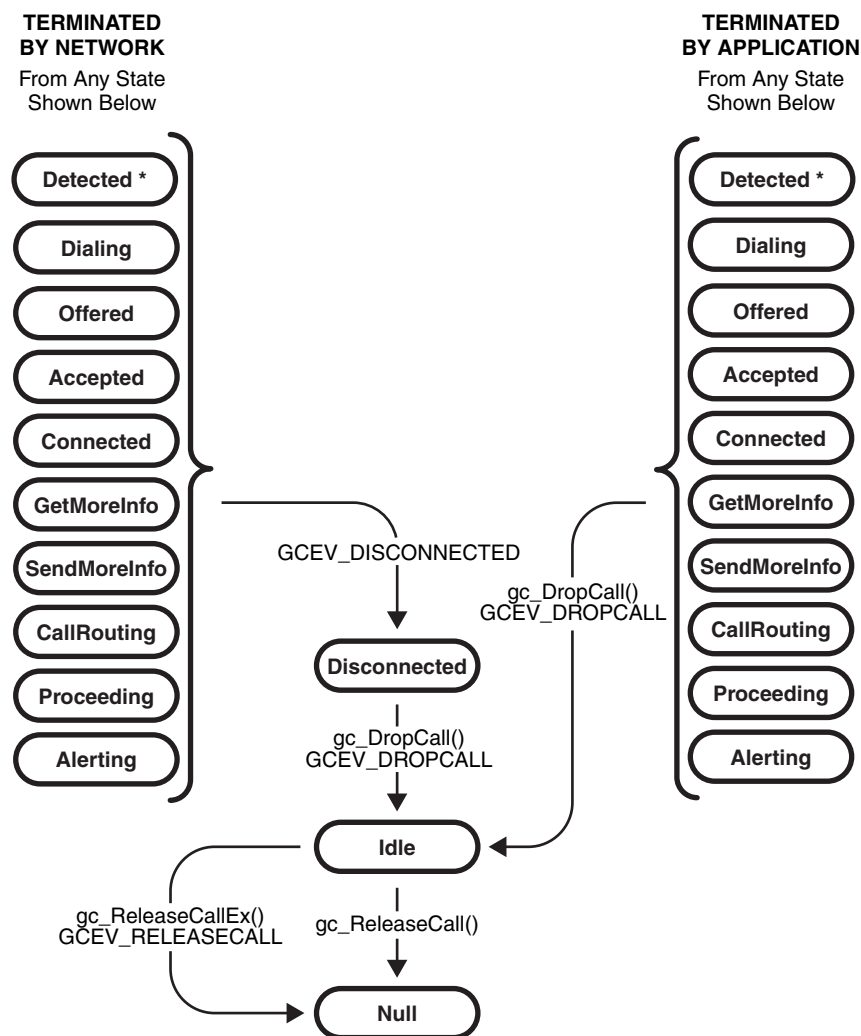 TERMINATED
BY NETWORK
From Any State
Shown Below
Detected *
Dialing
Offered
Accepted
Connected
GetMoreInfo
SendMoreInfo
CallRouting
Proceeding
Alerting
TERMINATED
BY APPLICATION
From Any State
Shown Below
Detected *
Dialing
Offered
Accepted
Connected
GetMoreInfo
SendMoreInfo
CallRouting
Proceeding
Alerting
GCEV_DISCONNECTED
gc_DropCall()
GCEV_DROPCALL
Disconnected
gc_DropCall()
GCEV_DROPCALL
Idle
gc_ReleaseCallEx()
GCEV_RELEASECALL
gc_ReleaseCall()
Null